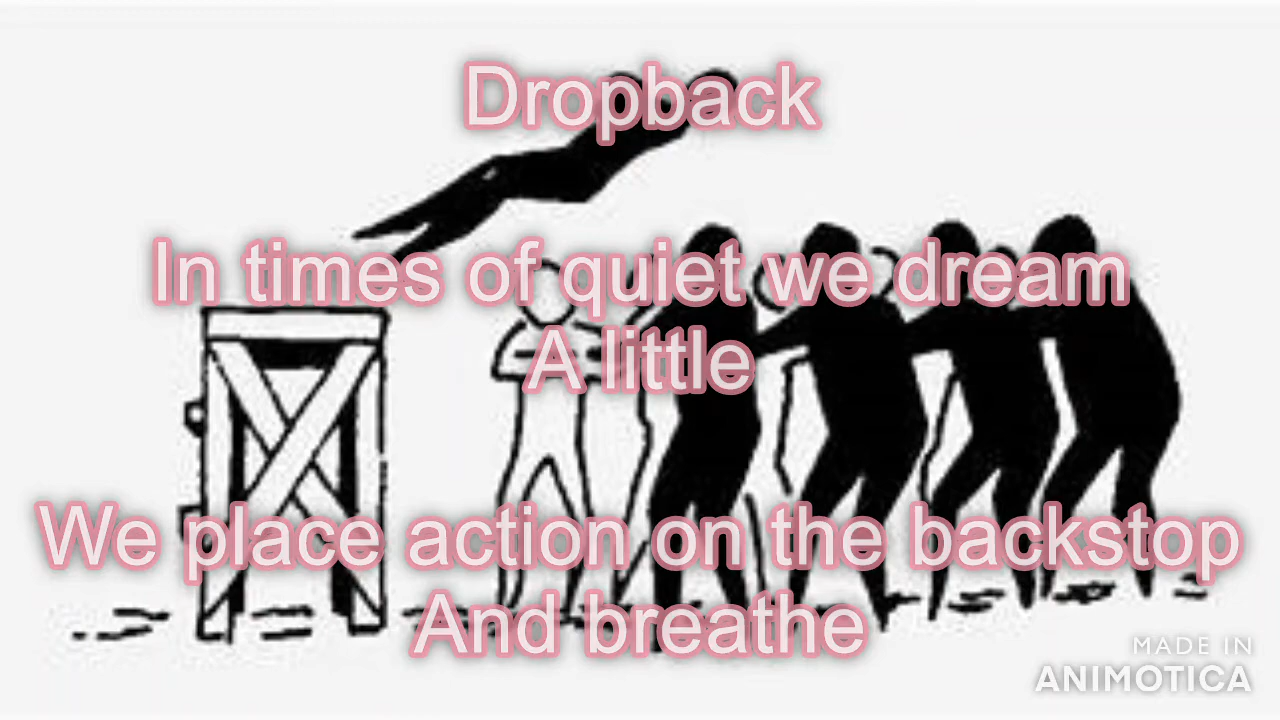 Dropback
In times of quiet we dream
A little
We place action on the backstop
And breathe
MADE IN
ANIMOTICA